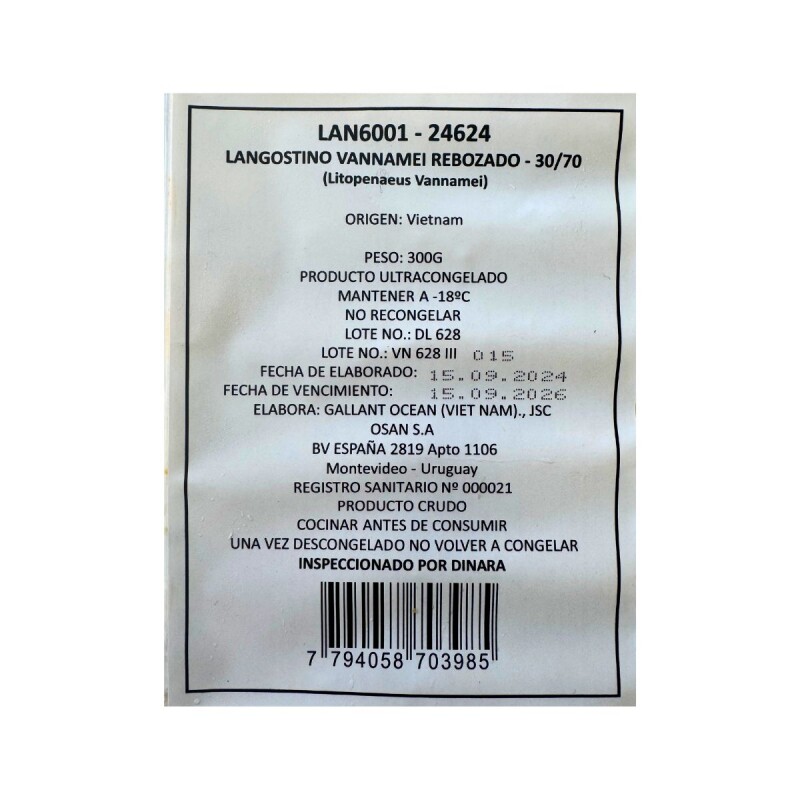 LAN6001 - 24624
LANGOSTINO VANNAMEI REBOZADO - 30/70
(Litopenaeus Vannamei)
ORIGEN: Vietnam
PESO: 300G
PRODUCTO ULTRACONGELADO
MANTENER A -18ºC
NO RECONGELAR
LOTE NO.: DL 628
LOTE NO.: VN 628 III 015
FECHA DE ELABORADO: 15.09.2024
FECHA DE VENCIMIENTO: 15.09.2026
ELABORA: GALLANT OCEAN (VIET NAM)., JSC
OSAN S.A
BV ESPAÑA 2819 Apto 1106
Montevideo - Uruguay
REGISTRO SANITARIO Nº 000021
PRODUCTO CRUDO
COCINAR ANTES DE CONSUMIR
UNA VEZ DESCONGELADO NO VOLVER A CONGELAR
INSPECCIONADO POR DINARA
7 794058 703985